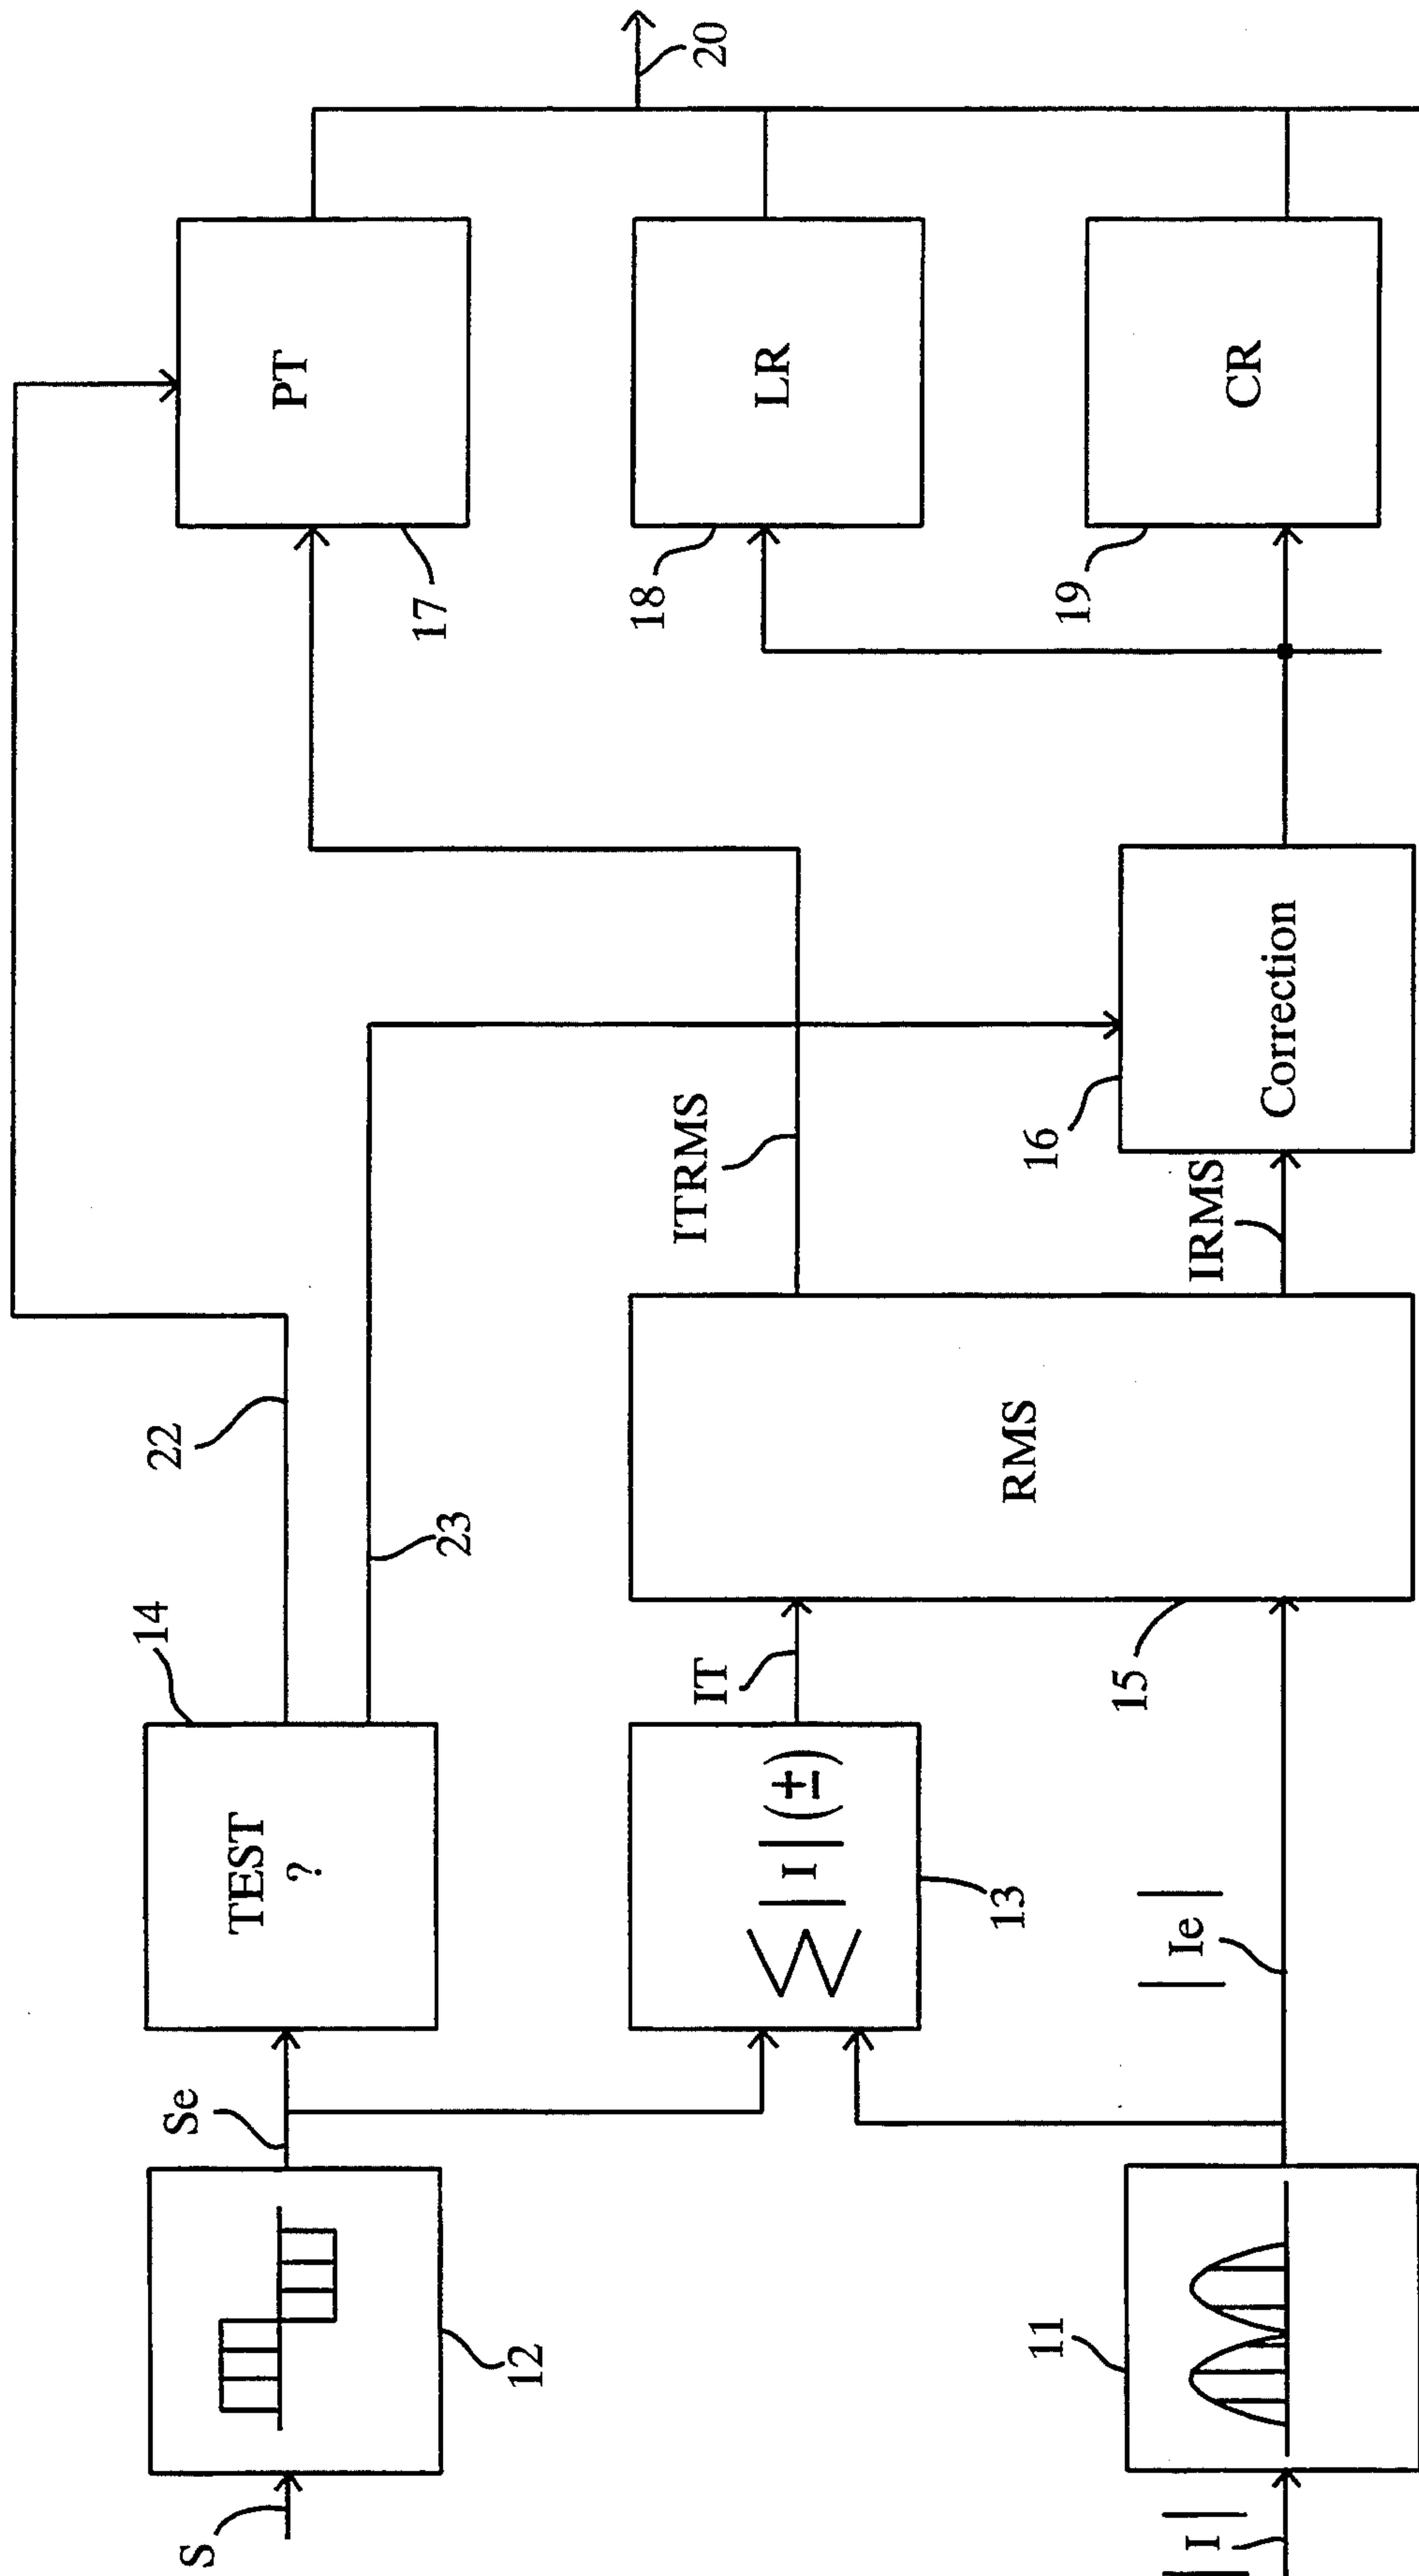 S
12
Se
TEST
?
14
22
23
PT
17
20
∑ | I | (±)
13
IT
ITRMS
LR
18
| I |
11
| Ie |
RMS
15
IRMS
Correction
16
CR
19